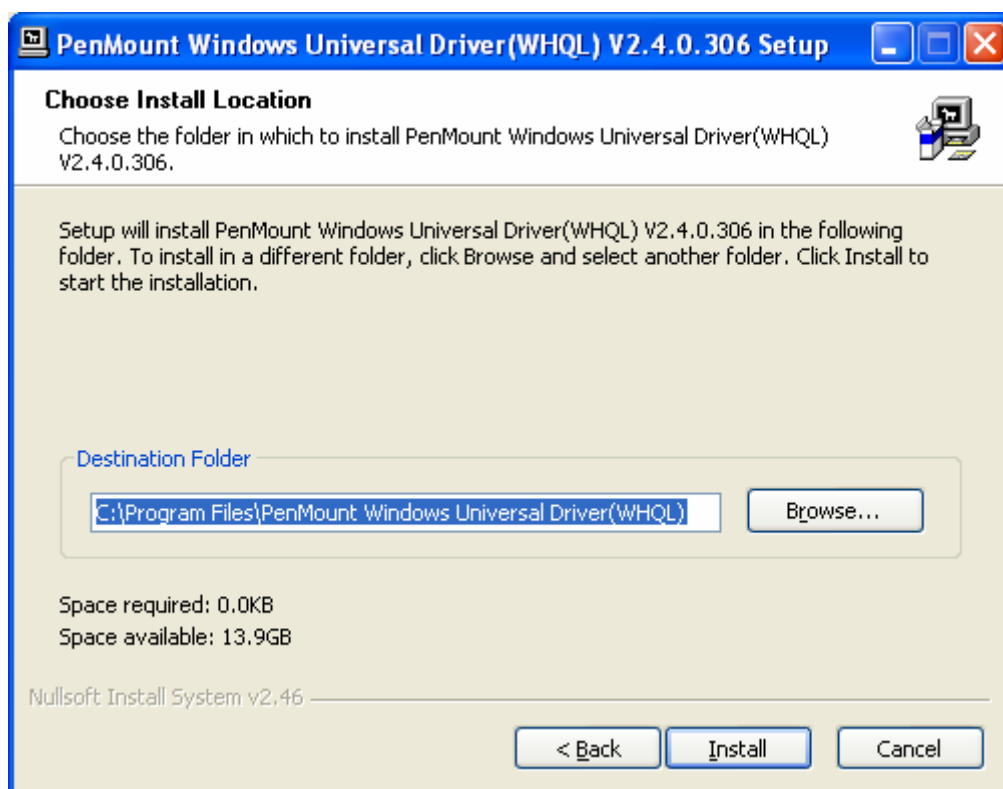 PenMount Windows Universal Driver(WHQL) V2.4.0.306 Setup
Choose Install Location
Choose the folder in which to install PenMount Windows Universal Driver(WHQL)
V2.4.0.306.
Setup will install PenMount Windows Universal Driver(WHQL) V2.4.0.306 in the following
folder. To install in a different folder, click Browse and select another folder. Click Install to
start the installation.
Destination Folder
C:\Program Files\PenMount Windows Universal Driver(WHQL)
Browse...
Space required: 0.0KB
Space available: 13.9GB
Nullsoft Install System v2.46
< Back
Install
Cancel